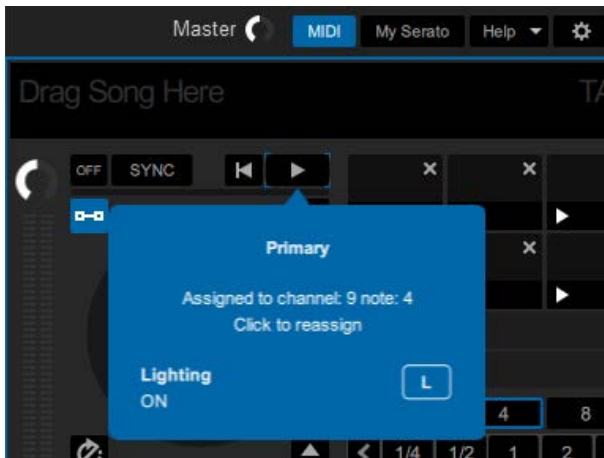 Master MIDI My Serato Help
Drag Song Here TA
OFF SYNC
Primary
Assigned to channel: 9 note: 4
Click to reassign
Lighting L
ON
4 8
1/4 1/2 1 2